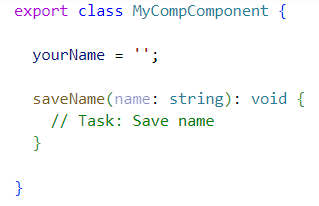 export class MyCompComponent {
yourName = '';
saveName(name: string): void {
// Task: Save name
}
}